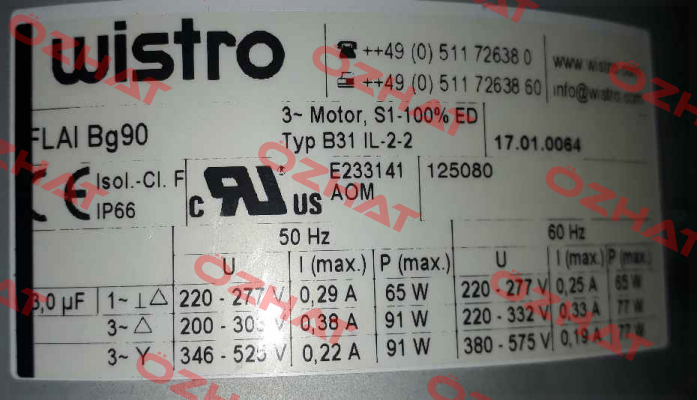 wistro
++49 (0) 511 72638 0
++49 (0) 511 72638 60
www.wistro
info@wistro.com
3~ Motor, S1-100% ED
FLAI Bg90
Typ B31 IL-2-2
17.01.0064
CE
Isol.-Cl. F
IP66
c RU US
E233141
AOM
125080
50 Hz 60 Hz
U I (max.) P (max.) U I (max.) P (max.)
3,0 µF 1~ ⊥ △ 220 - 277 V 0,29 A 65 W 220 - 277 V 0,25 A 65 W
3~ △ 200 - 303 V 0,38 A 91 W 220 - 332 V 0,33 A 77 W
3~ Y 346 - 525 V 0,22 A 91 W 380 - 575 V 0,19 A 77 W
OZHAT